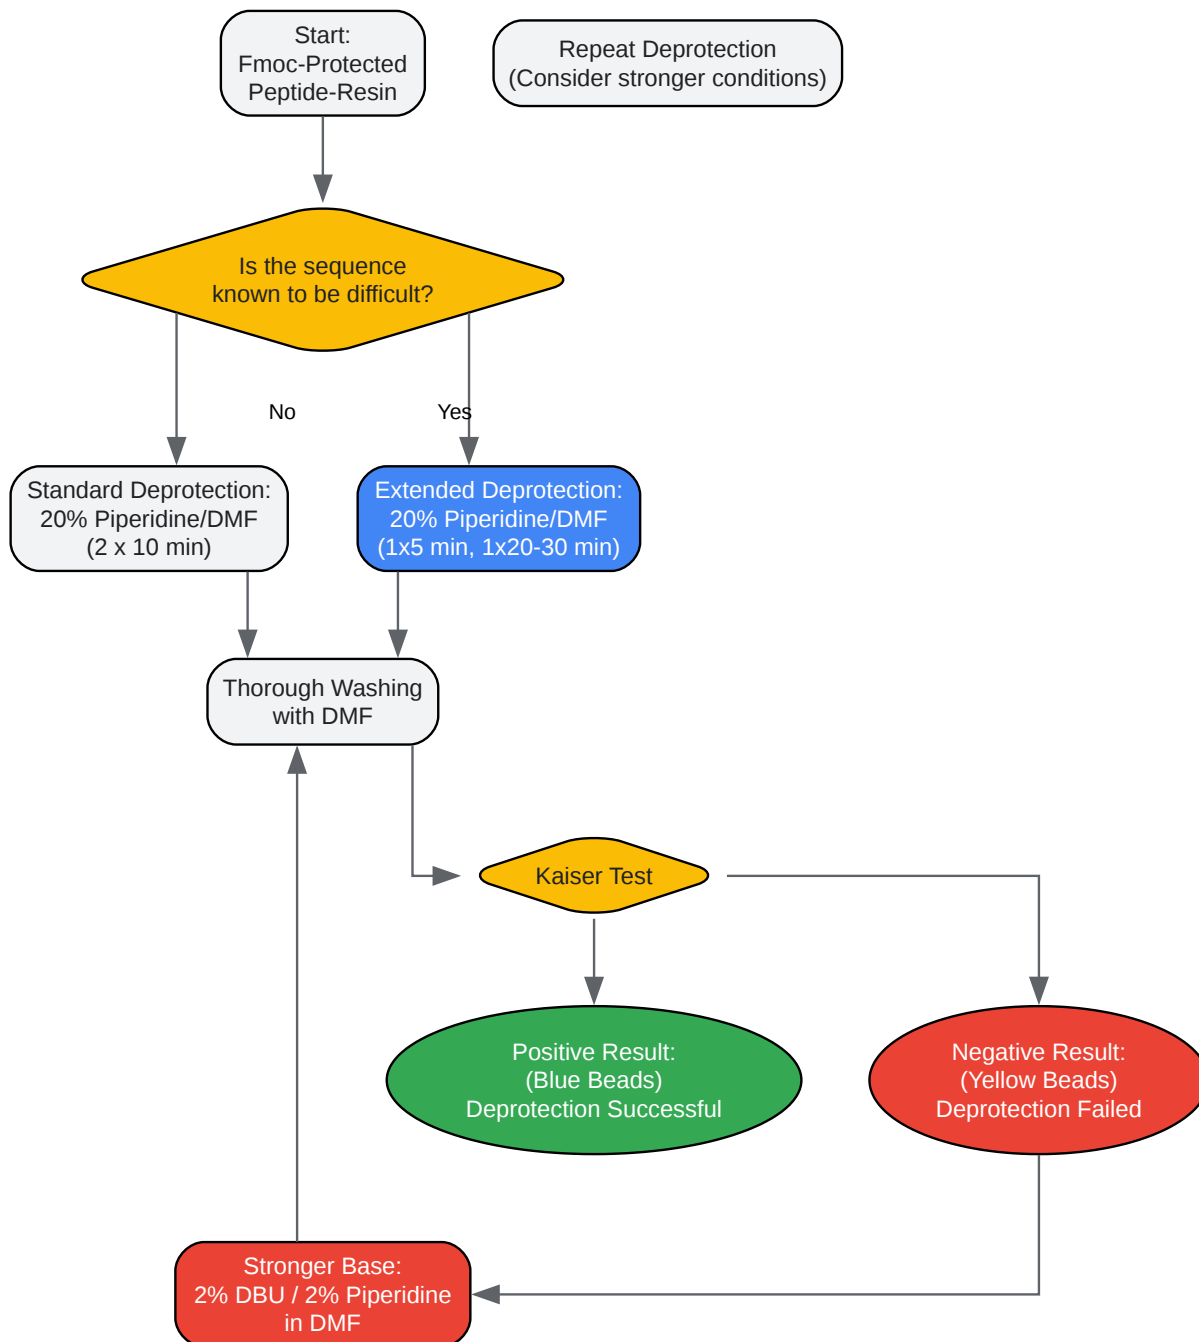 Start:
Fmoc-Protected
Peptide-Resin
Repeat Deprotection
(Consider stronger conditions)
Is the sequence
known to be difficult?
No
Yes
Standard Deprotection:
20% Piperidine/DMF
(2 x 10 min)
Extended Deprotection:
20% Piperidine/DMF
(1x5 min, 1x20-30 min)
Thorough Washing
with DMF
Kaiser Test
Positive Result:
(Blue Beads)
Deprotection Successful
Negative Result:
(Yellow Beads)
Deprotection Failed
Stronger Base:
2% DBU / 2% Piperidine
in DMF